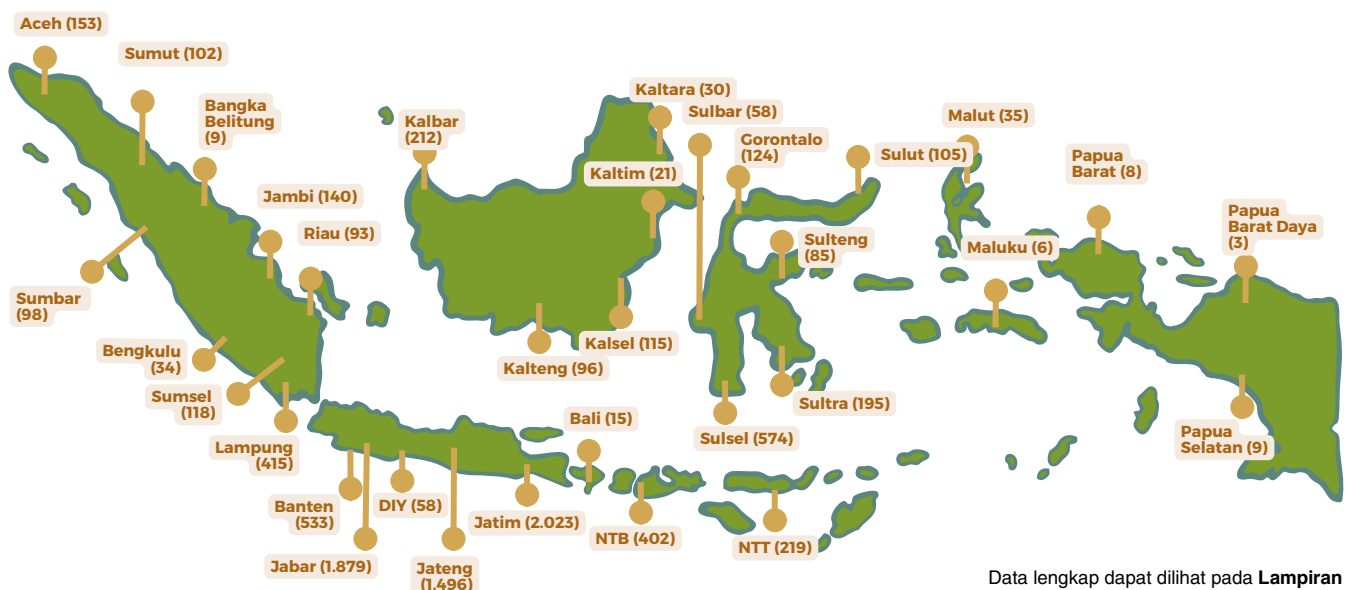 Aceh (153)
Sumut (102)
Bangka
Belitung
(9)
Jambi (140)
Riau (93)
Sumbar
(98)
Bengkulu
(34)
Sumsel
(118)
Lampung
(415)
Banten
(533)
Jabar (1.879)
DIY (58)
Jateng
(1.496)
Jatim (2.023)
Bali (15)
NTB (402)
NTT (219)
Kalbar
(212)
Kaltara (30)
Kaltim (21)
Kalsel (115)
Kalteng (96)
Sulbar (58)
Gorontalo
(124)
Sulut (105)
Sulteng
(85)
Sultra (195)
Sulsel (574)
Malut (35)
Maluku (6)
Papua
Barat (8)
Papua
Barat Daya
(3)
Papua
Selatan (9)
Data lengkap dapat dilihat pada Lampiran